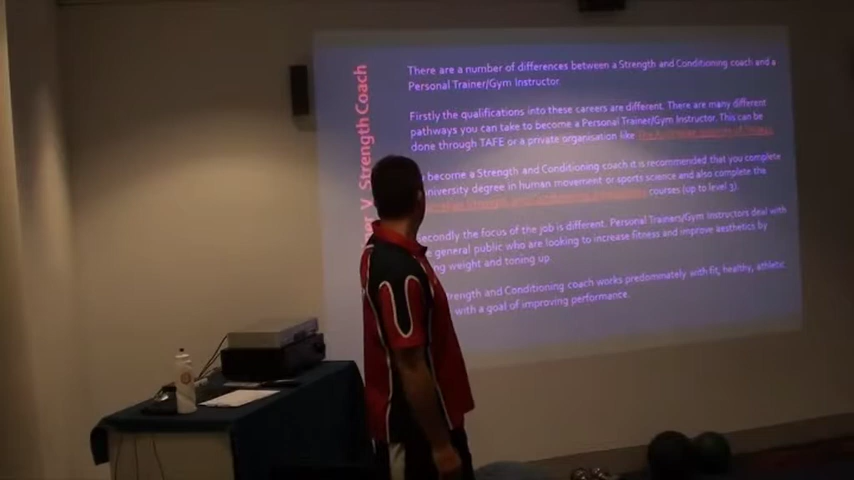 V. Strength Coach
There are a number of differences between a Strength and Conditioning coach and a
Personal Trainer/Gym Instructor.
Firstly the qualifications into these careers are different. There are many different
pathways you can take to become a Personal Trainer/Gym Instructor. This can be
done through TAFE or a private organisation like
become a Strength and Conditioning coach it is recommended that you complete
university degree in human movement or sports science and also complete the
courses (up to level 3).
Secondly the focus of the job is different. Personal Trainers/Gym Instructors deal with
general public who are looking to increase fitness and improve aesthetics by
weight and toning up.
Strength and Conditioning coach works predominately with fit, healthy, athletic
with a goal of improving performance.